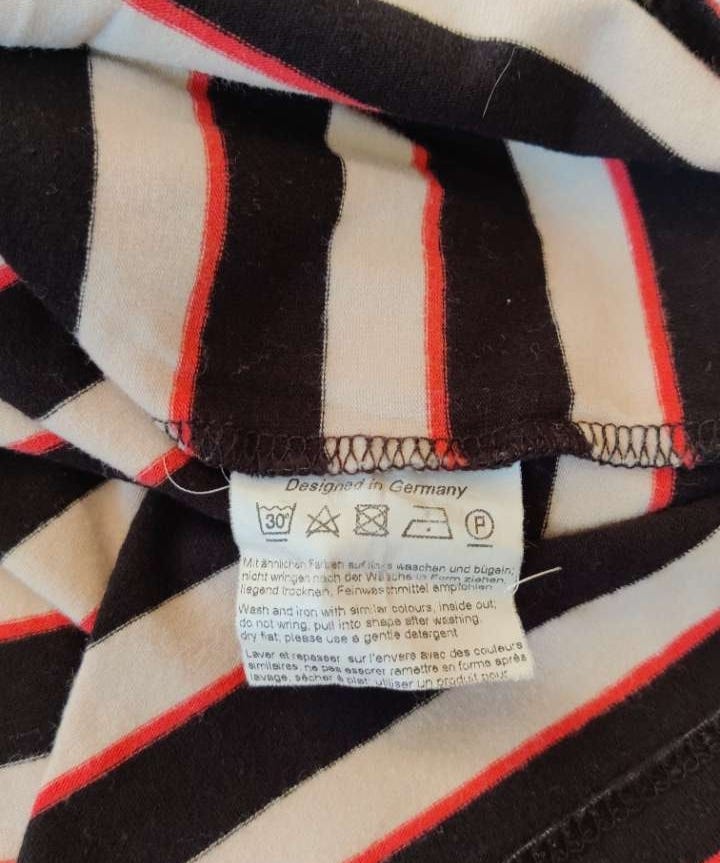 Designed in Germany
30° P
Mit ähnlichen Farben auf links waschen und bügeln;
nicht wringen nach der Wäsche in Form ziehen,
liegend trocknen, Feinwaschmittel empfohlen
Wash and iron with similar colours, inside out;
do not wring, pull into shape after washing,
dry flat, please use a gentle detergent
Laver et repasser sur l'envers avec des couleurs
similaires, ne pas essorer remettre en forme après
lavage, sécher à plat, utiliser un produit pour